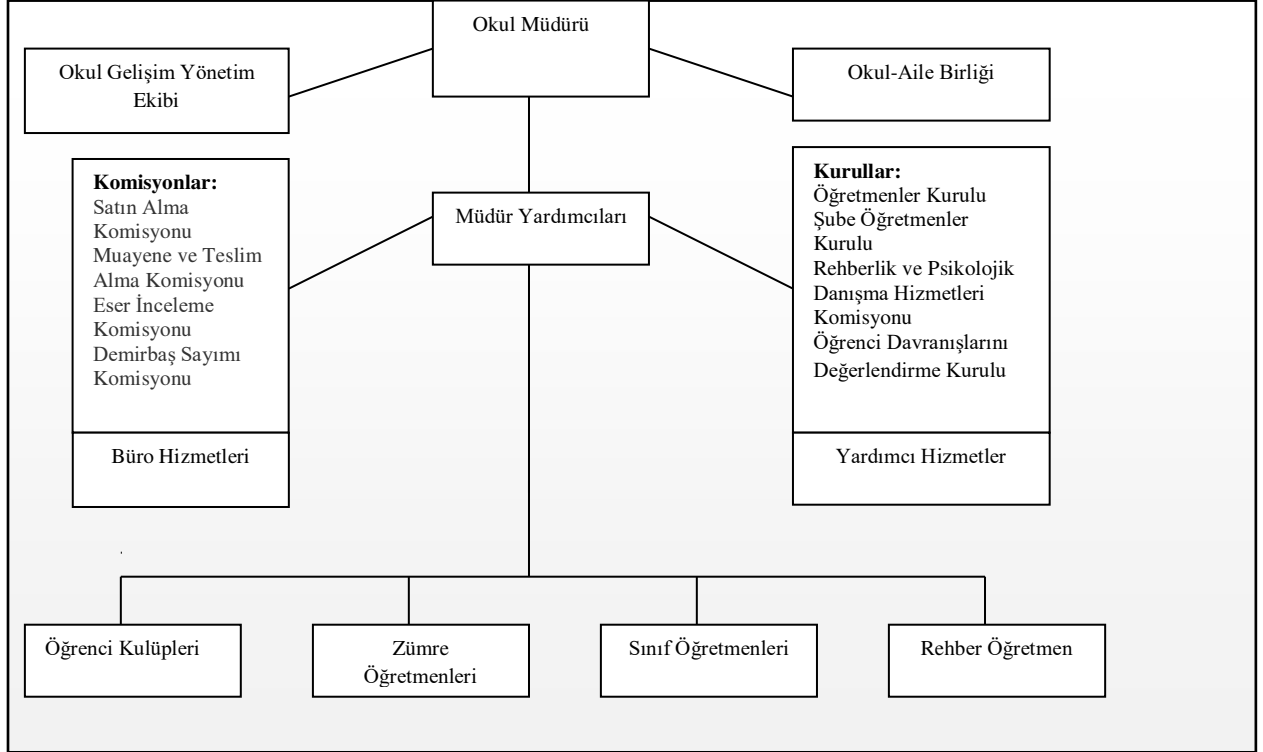 Okul Müdürü
Okul Gelişim Yönetim
Ekibi
Okul-Aile Birliği
Komisyonlar:
Satın Alma
Komisyonu
Muayene ve Teslim
Alma Komisyonu
Eser İnceleme
Komisyonu
Demirbaş Sayımı
Komisyonu
Müdür Yardımcıları
Kurullar:
Öğretmenler Kurulu
Şube Öğretmenler
Kurulu
Rehberlik ve Psikolojik
Danışma Hizmetleri
Komisyonu
Öğrenci Davranışlarını
Değerlendirme Kurulu
Büro Hizmetleri
Yardımcı Hizmetler
Öğrenci Kulüpleri
Zümre
Öğretmenleri
Sınıf Öğretmenleri
Rehber Öğretmen